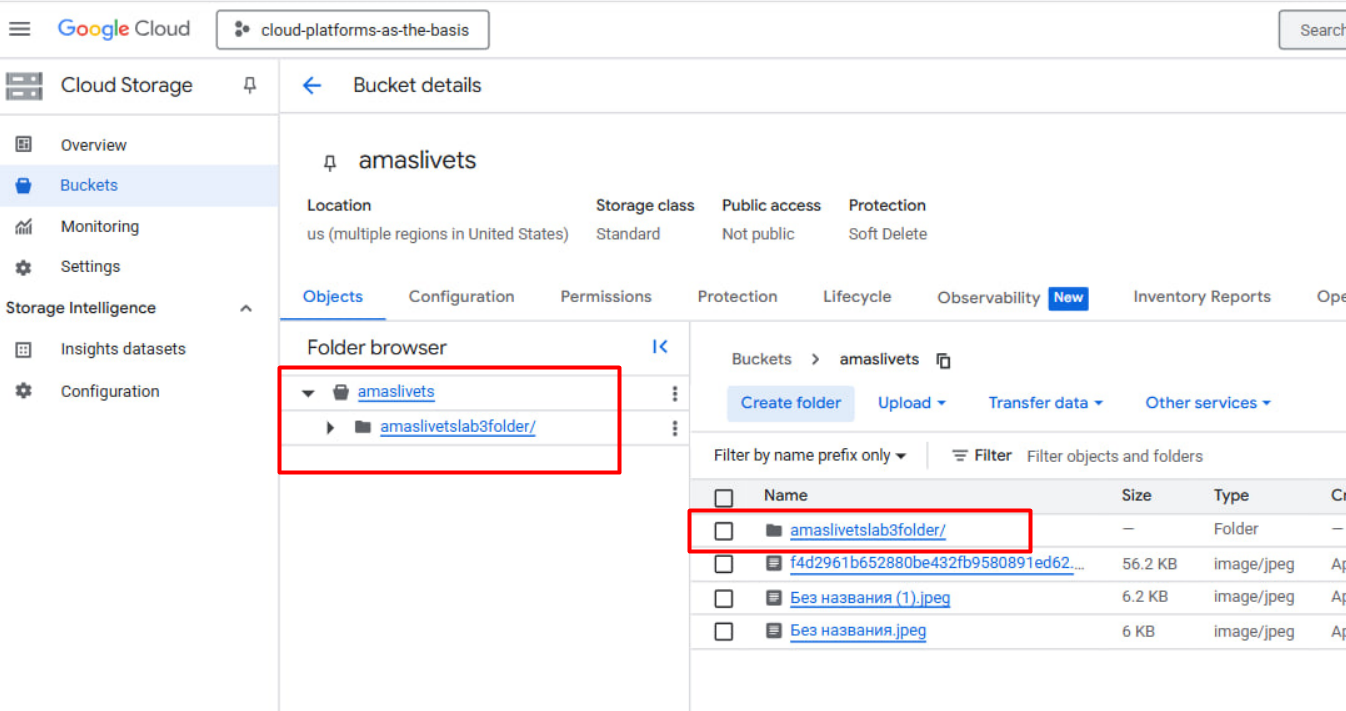 Google Cloud
cloud-platforms-as-the-basis
Search
Cloud Storage
Bucket details
Overview
Buckets
Monitoring
Settings
Storage Intelligence
Insights datasets
Configuration
amaslivets
Location Storage class Public access Protection
us (multiple regions in United States) Standard Not public Soft Delete
Objects Configuration Permissions Protection Lifecycle Observability New Inventory Reports
Folder browser
amaslivets
amaslivetslab3folder/
Buckets > amaslivets
Create folder Upload Transfer data Other services
Filter by name prefix only Filter Filter objects and folders
Name Size Type
amaslivetslab3folder/ — Folder —
f4d2961b652880be432fb9580891ed62.... 56.2 KB image/jpeg
Без названия (1).jpeg 6.2 KB image/jpeg
Без названия.jpeg 6 KB image/jpeg